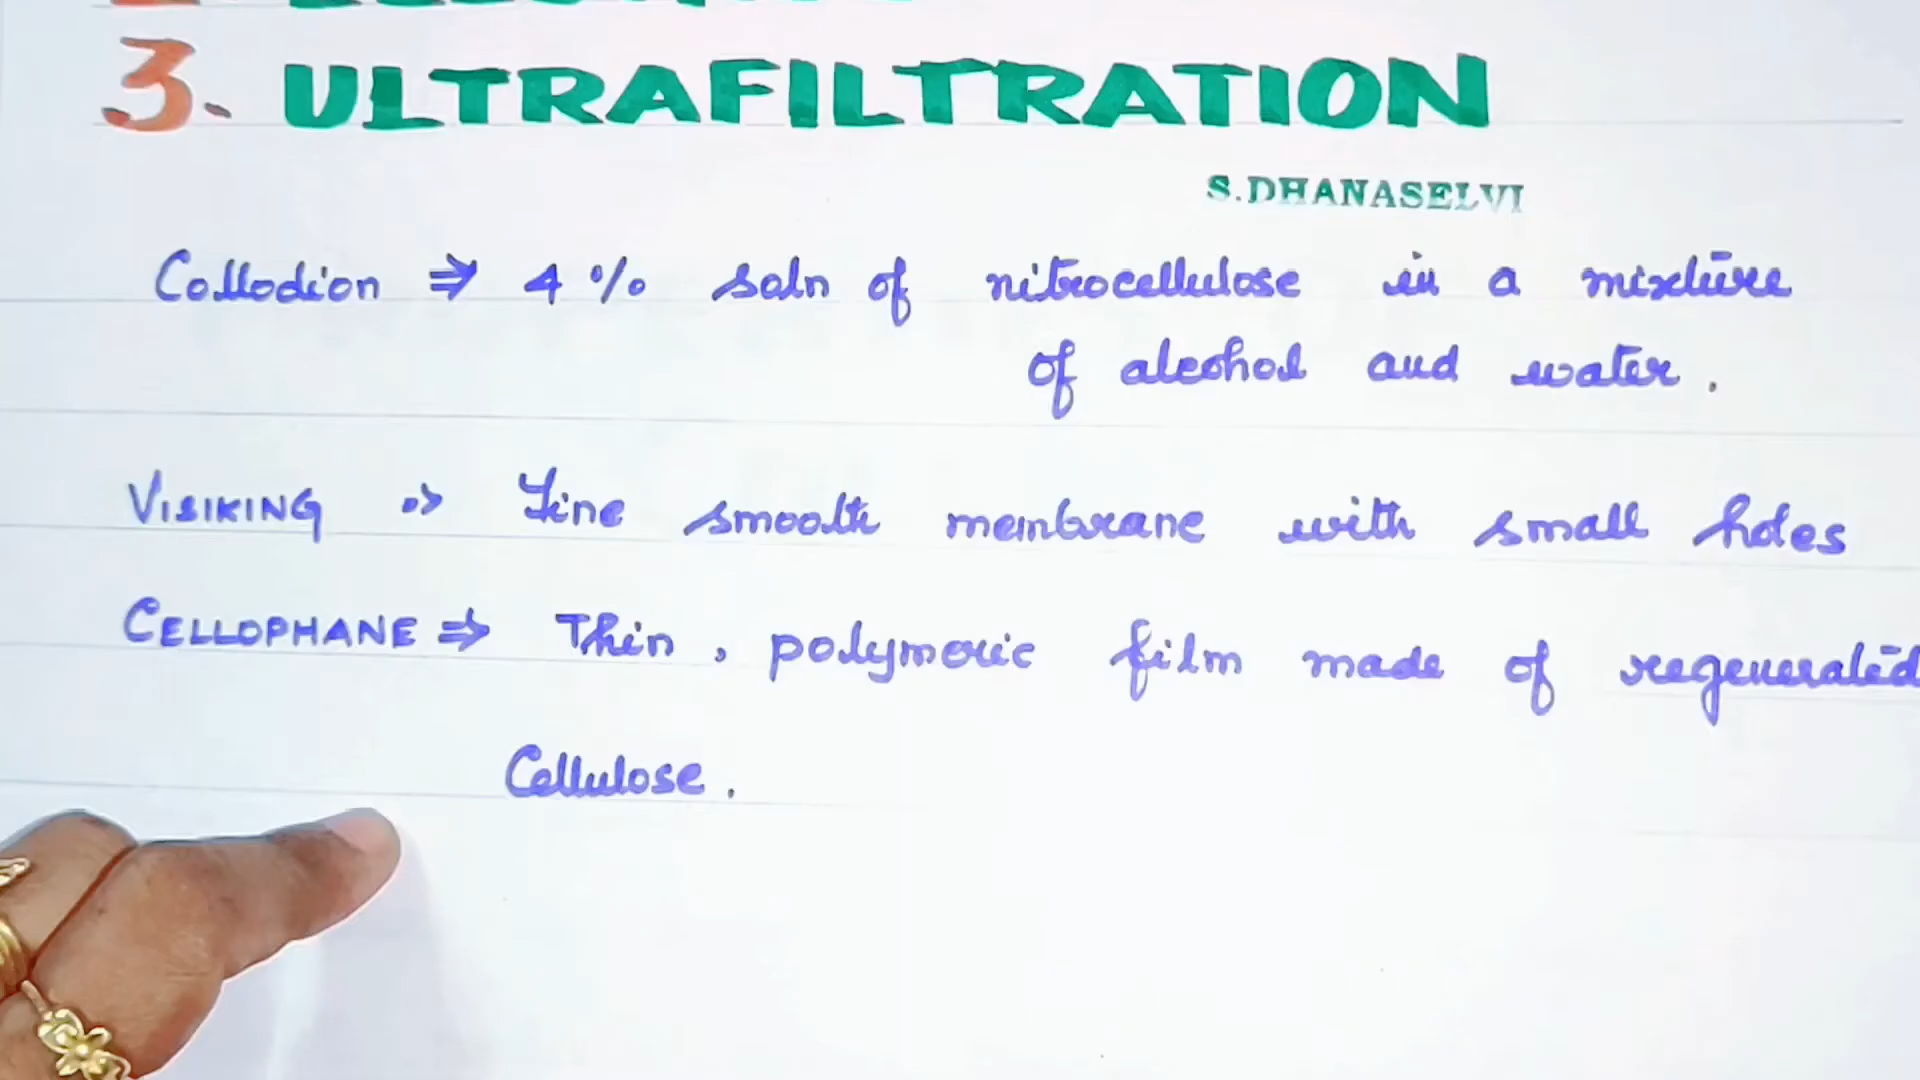 3. ULTRAFILTRATION
S.DHANASELVI
Collodion ⇒ 4% soln of nitrocellulose in a mixture
of alcohol and water.
VISIKING ⇒ Fine smooth membrane with small holes
CELLOPHANE ⇒ Thin, polymeric film made of regenerated
Cellulose.